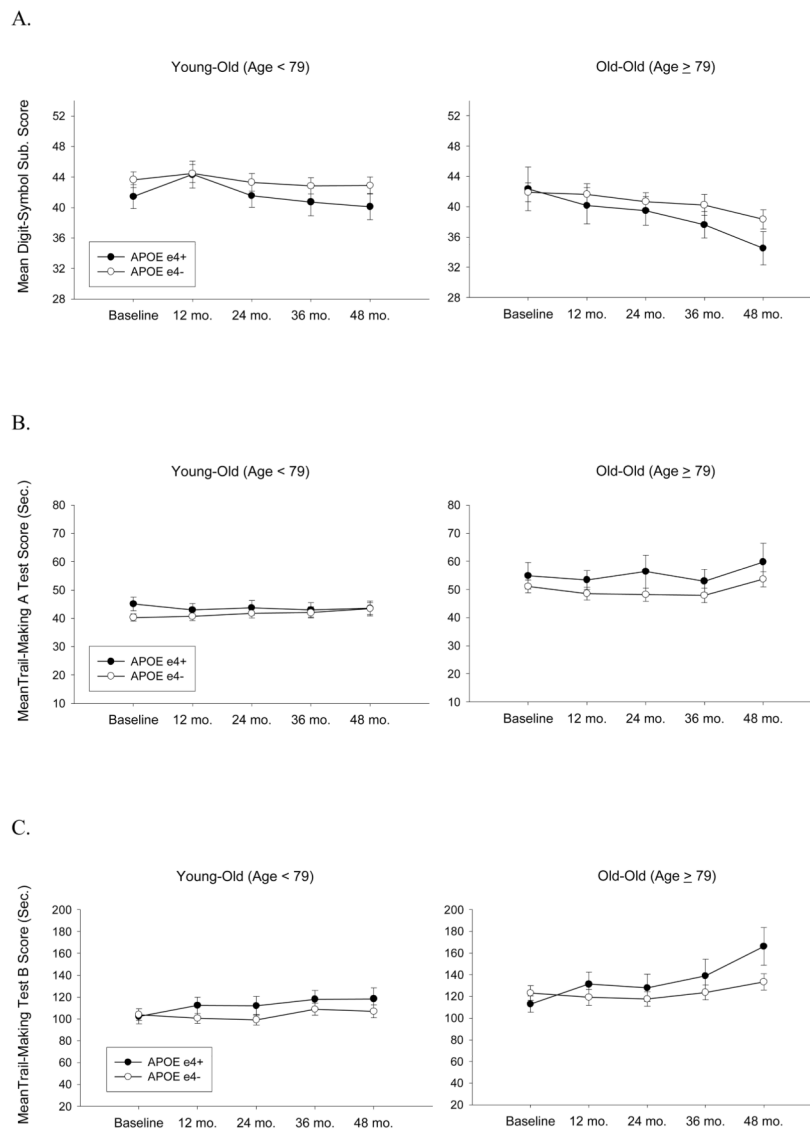 A.
Young-Old (Age < 79)
Old-Old (Age ≥ 79)
Mean Digit-Symbol Sub. Score
52
48
44
40
36
32
28
APOE e4+
APOE e4-
Baseline 12 mo. 24 mo. 36 mo. 48 mo.
52
48
44
40
36
32
28
Baseline 12 mo. 24 mo. 36 mo. 48 mo.
B.
Young-Old (Age < 79)
Old-Old (Age ≥ 79)
MeanTrail-Making A Test Score (Sec.)
80
70
60
50
40
30
20
10
APOE e4+
APOE e4-
Baseline 12 mo. 24 mo. 36 mo. 48 mo.
80
70
60
50
40
30
20
10
Baseline 12 mo. 24 mo. 36 mo. 48 mo.
C.
Young-Old (Age < 79)
Old-Old (Age ≥ 79)
MeanTrail-Making Test B Score (Sec.)
200
180
160
140
120
100
80
60
40
20
APOE e4+
APOE e4-
Baseline 12 mo. 24 mo. 36 mo. 48 mo.
200
180
160
140
120
100
80
60
40
20
Baseline 12 mo. 24 mo. 36 mo. 48 mo.